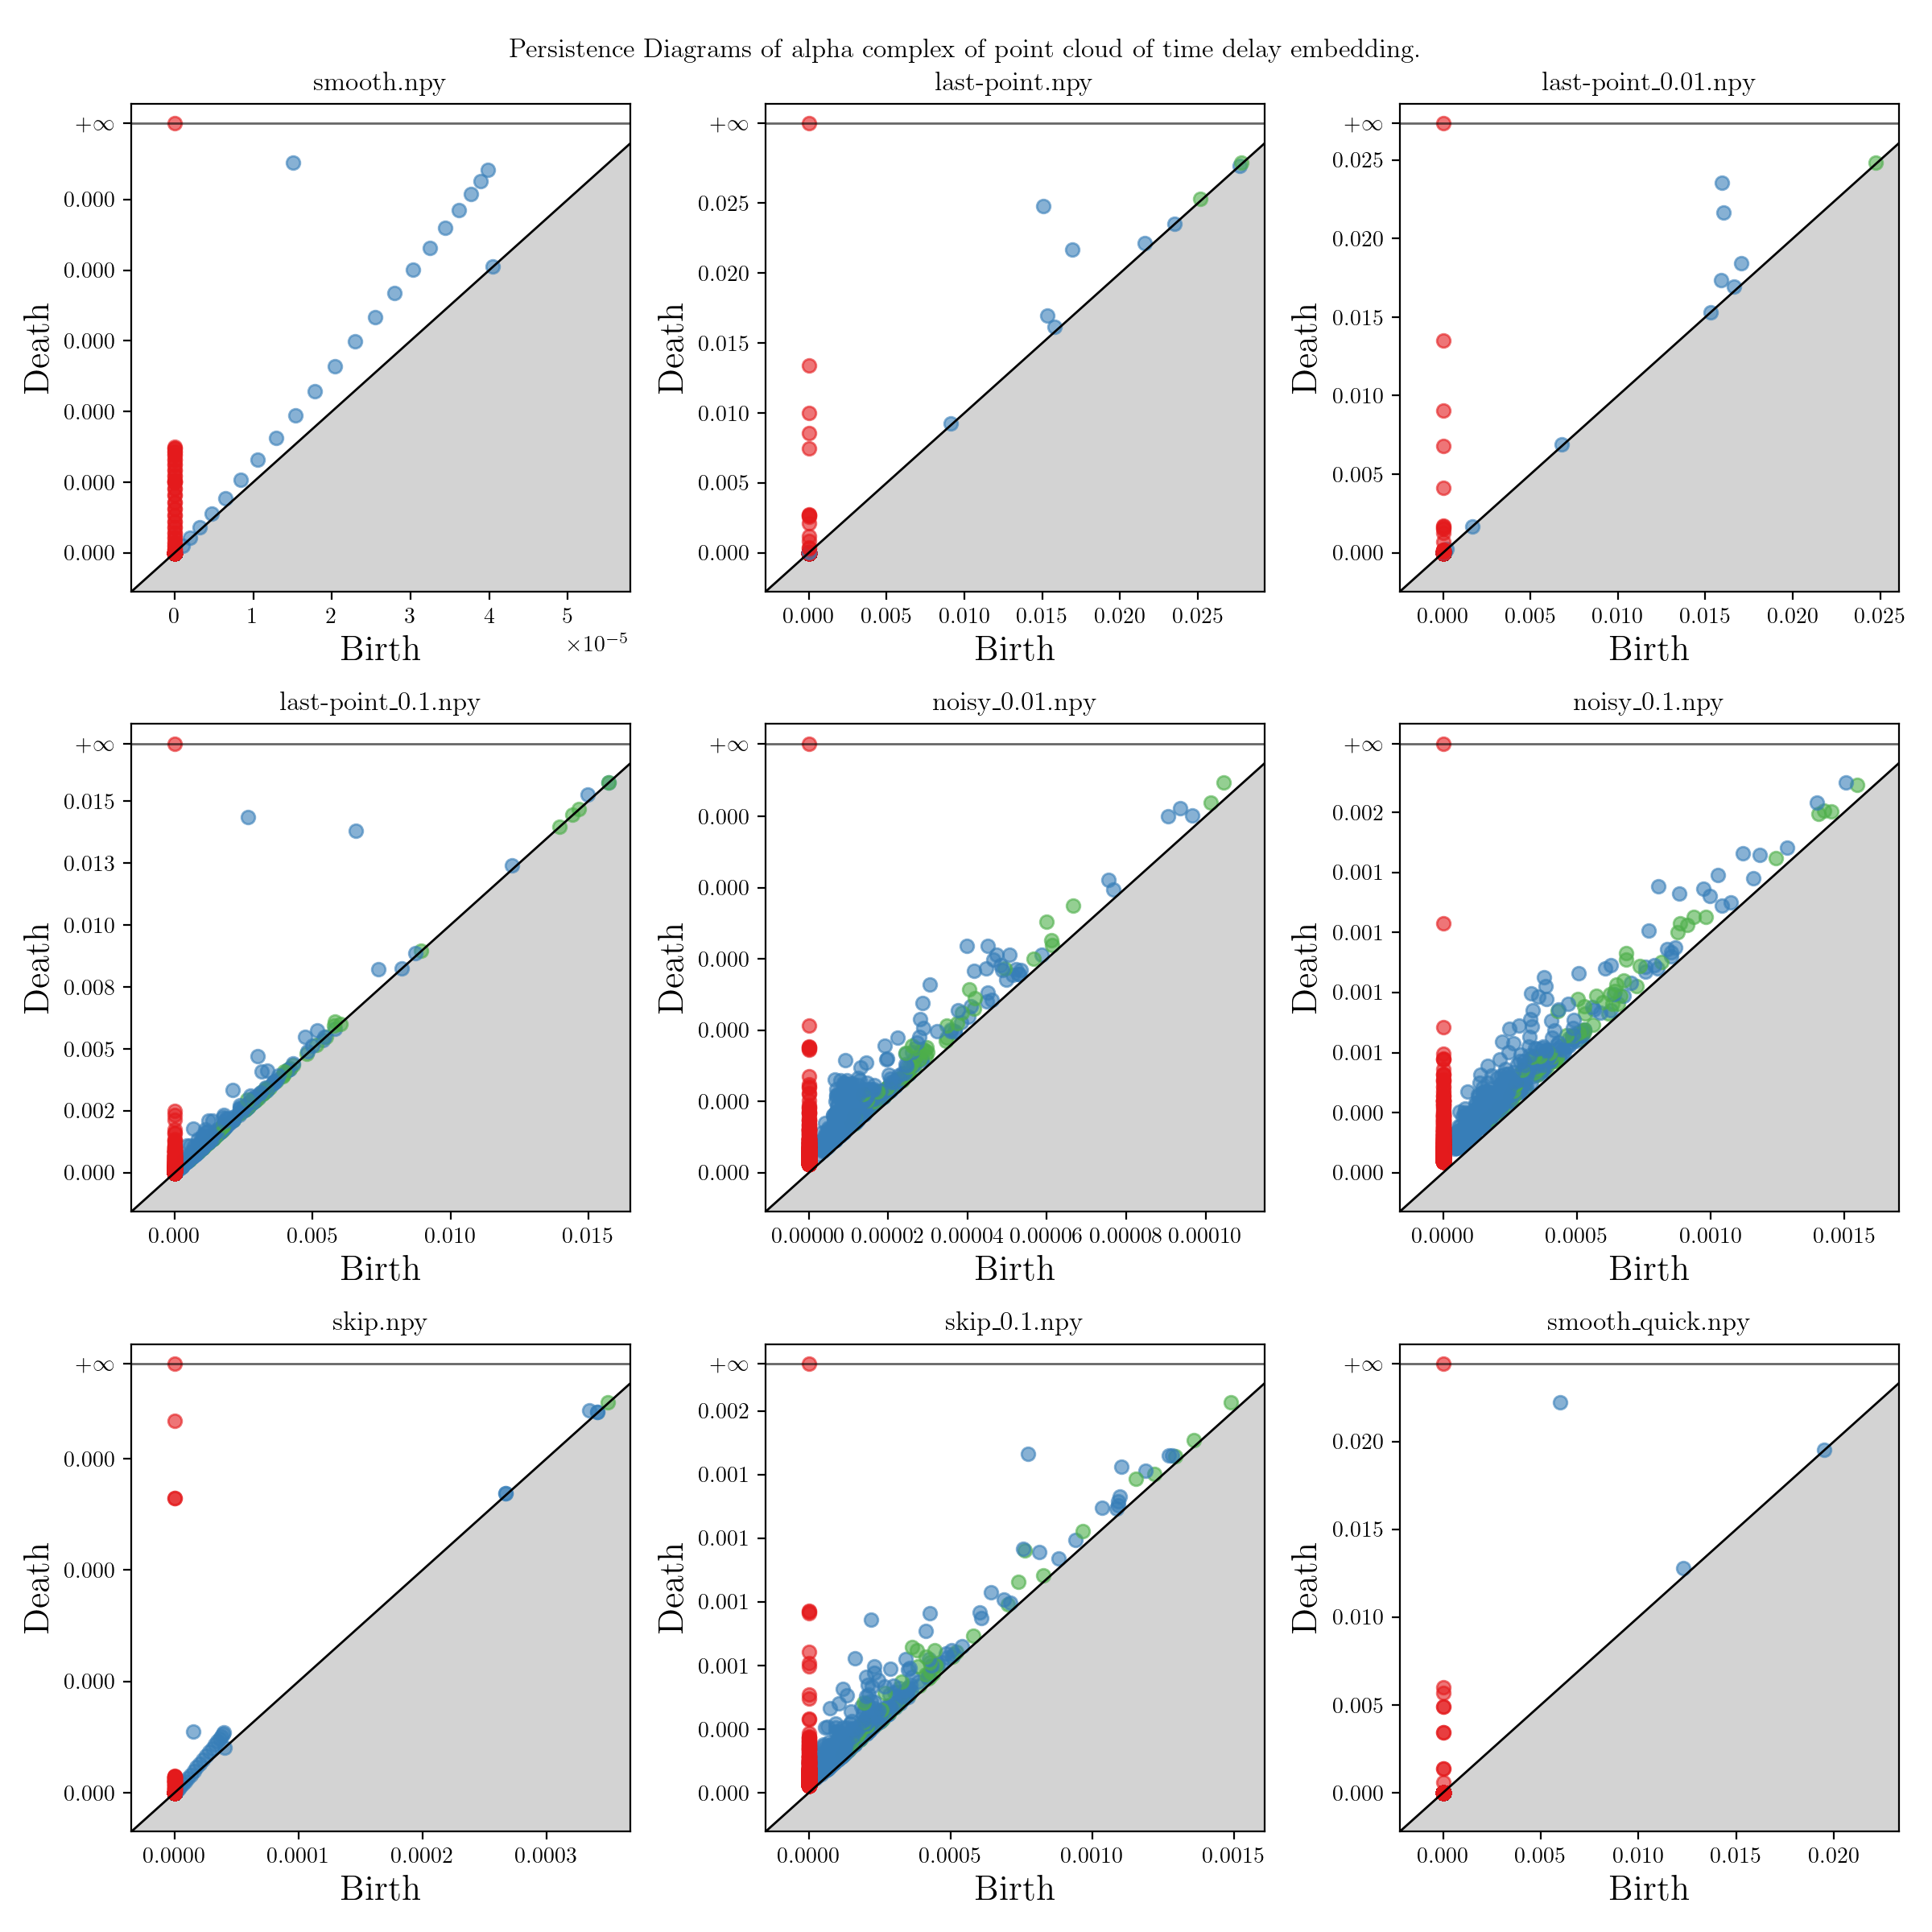 Persistence Diagrams of alpha complex of point cloud of time delay embedding.
smooth.npy
+∞
0.000
0.000
0.000
0.000
0.000
0.000
Death
0 1 2 3 4 5
×10⁻⁵
Birth
last-point.npy
+∞
0.025
0.020
0.015
0.010
0.005
0.000
Death
0.000 0.005 0.010 0.015 0.020 0.025
Birth
last-point_0.01.npy
+∞
0.025
0.020
0.015
0.010
0.005
0.000
Death
0.000 0.005 0.010 0.015 0.020 0.025
Birth
last-point_0.1.npy
+∞
0.015
0.013
0.010
0.008
0.005
0.002
0.000
Death
0.000 0.005 0.010 0.015
Birth
noisy_0.01.npy
+∞
0.000
0.000
0.000
0.000
0.000
0.000
Death
0.00000 0.00002 0.00004 0.00006 0.00008 0.00010
Birth
noisy_0.1.npy
+∞
0.002
0.001
0.001
0.001
0.001
0.000
0.000
Death
0.0000 0.0005 0.0010 0.0015
Birth
skip.npy
+∞
0.000
0.000
0.000
0.000
Death
0.0000 0.0001 0.0002 0.0003
Birth
skip_0.1.npy
+∞
0.002
0.001
0.001
0.001
0.001
0.000
0.000
Death
0.0000 0.0005 0.0010 0.0015
Birth
smooth_quick.npy
+∞
0.020
0.015
0.010
0.005
0.000
Death
0.000 0.005 0.010 0.015 0.020
Birth